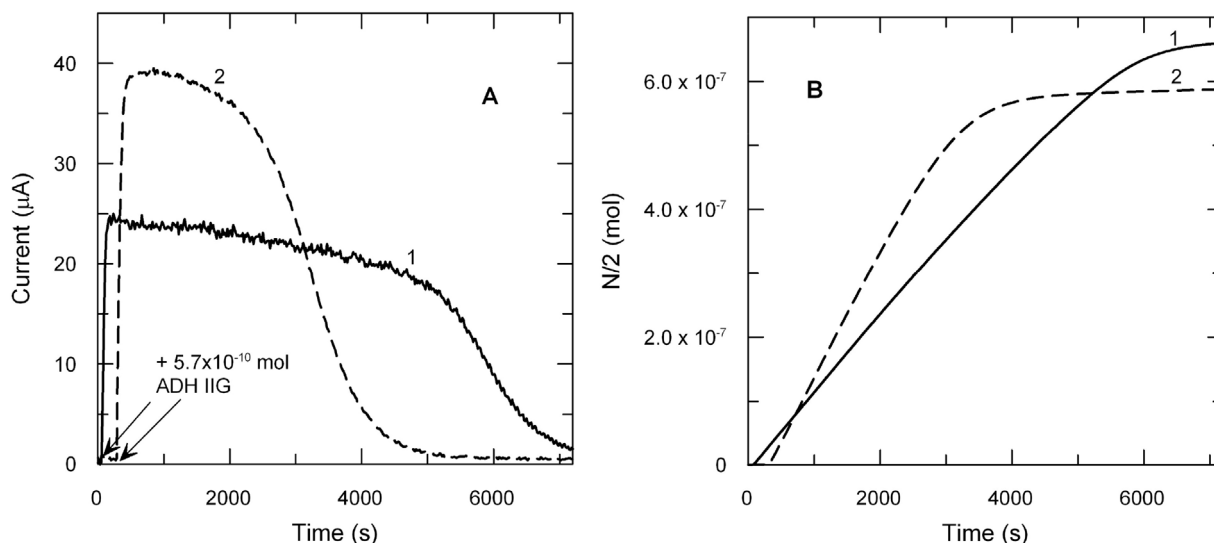 40
30
20
10
0
Current (μA)
2
A
1
+ 5.7x10⁻¹⁰ mol
ADH IIG
0
2000
4000
6000
Time (s)
6.0 x 10⁻⁷
4.0 x 10⁻⁷
2.0 x 10⁻⁷
0
N/2 (mol)
B
1
2
0
2000
4000
6000
Time (s)